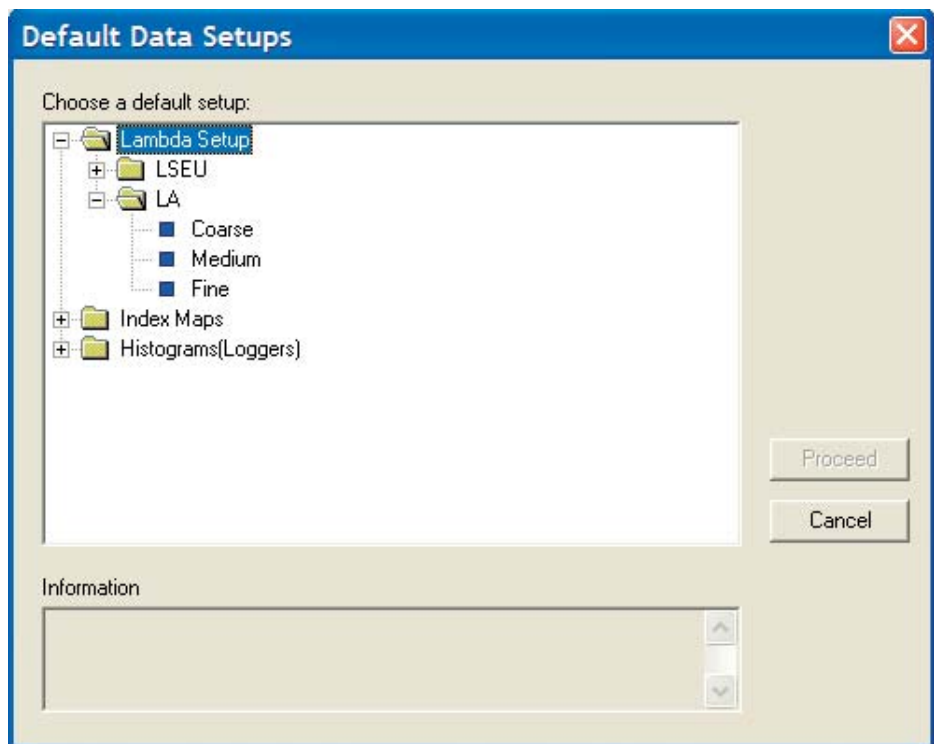 Default Data Setups
Choose a default setup:
Lambda Setup
LSEU
LA
Coarse
Medium
Fine
Index Maps
Histograms(Loggers)
Proceed
Cancel
Information